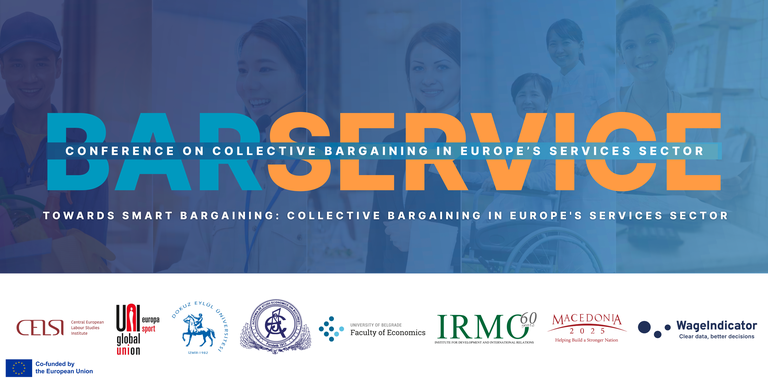 BARSERVICE
CONFERENCE ON COLLECTIVE BARGAINING IN EUROPE'S SERVICES SECTOR
TOWARDS SMART BARGAINING: COLLECTIVE BARGAINING IN EUROPE'S SERVICES SECTOR
CELSI
Central European
Labour Studies
Institute
UNI
global
union
europa
sport
DOKUZ EYLÜL ÜNİVERSİTESİ
İZMİR-1982
UNIVERSITY OF BELGRADE
Faculty of Economics
IRMO
60
INSTITUTE FOR DEVELOPMENT AND INTERNATIONAL RELATIONS
MACEDONIA
2025
Helping Build a Stronger Nation
WageIndicator
Clear data, better decisions
Co-funded by
the European Union